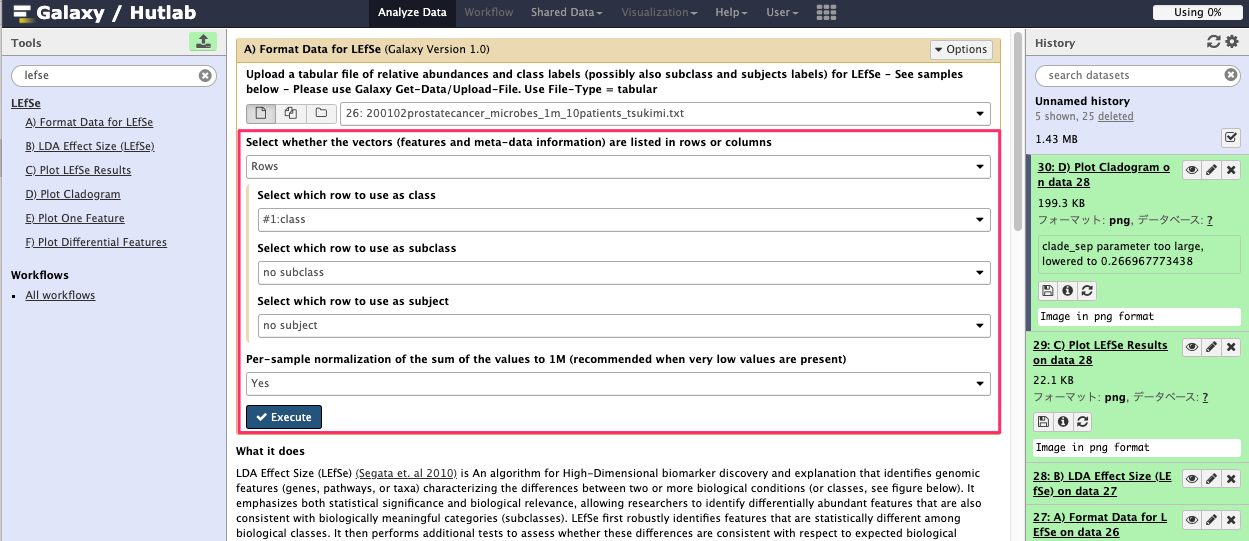 Galaxy / Hutlab
Analyze Data
Workflow
Shared Data
Visualization
Help
User
Using 0%
Tools
lefse
LEfSe
A) Format Data for LEfSe
B) LDA Effect Size (LEfSe)
C) Plot LEfSe Results
D) Plot Cladogram
E) Plot One Feature
F) Plot Differential Features
Workflows
All workflows
A) Format Data for LEfSe (Galaxy Version 1.0)
Options
Upload a tabular file of relative abundances and class labels (possibly also subclass and subjects labels) for LEfSe – See samples
below – Please use Galaxy Get-Data/Upload-File. Use File-Type = tabular
26: 200102prostatecancer_microbes_1m_10patients_tsukimi.txt
Select whether the vectors (features and meta-data information) are listed in rows or columns
Rows
Select which row to use as class
#1:class
Select which row to use as subclass
no subclass
Select which row to use as subject
no subject
Per-sample normalization of the sum of the values to 1M (recommended when very low values are present)
Yes
Execute
What it does
LDA Effect Size (LEfSe) (Segata et. al 2010) is An algorithm for High-Dimensional biomarker discovery and explanation that identifies genomic
features (genes, pathways, or taxa) characterizing the differences between two or more biological conditions (or classes, see figure below). It
emphasizes both statistical significance and biological relevance, allowing researchers to identify differentially abundant features that are also
consistent with biologically meaningful categories (subclasses). LEfSe first robustly identifies features that are statistically different among
biological classes. It then performs additional tests to assess whether these differences are consistent with respect to expected biological
History
search datasets
Unnamed history
5 shown, 25 deleted
1.43 MB
30: D) Plot Cladogram o
n data 28
199.3 KB
フォーマット: png, データベース: ?
clade_sep parameter too large,
lowered to 0.266967773438
Image in png format
29: C) Plot LEfSe Results
on data 28
22.1 KB
フォーマット: png, データベース: ?
Image in png format
28: B) LDA Effect Size (LE
fSe) on data 27
27: A) Format Data for L
EfSe on data 26